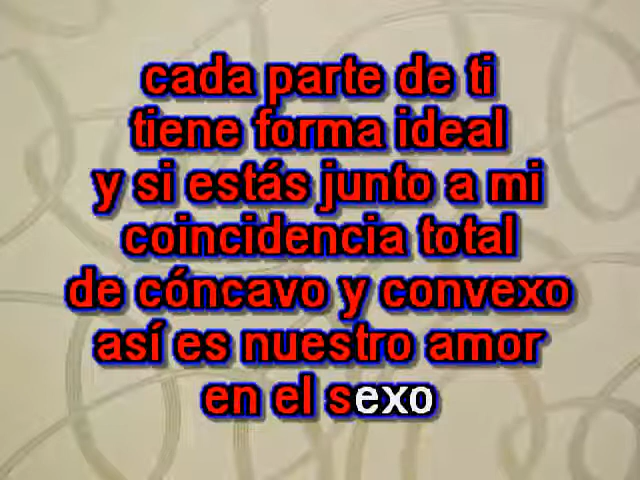 cada parte de ti
tiene forma ideal
y si estás junto a mi
coincidencia total
de cóncavo y convexo
así es nuestro amor
en el sexo